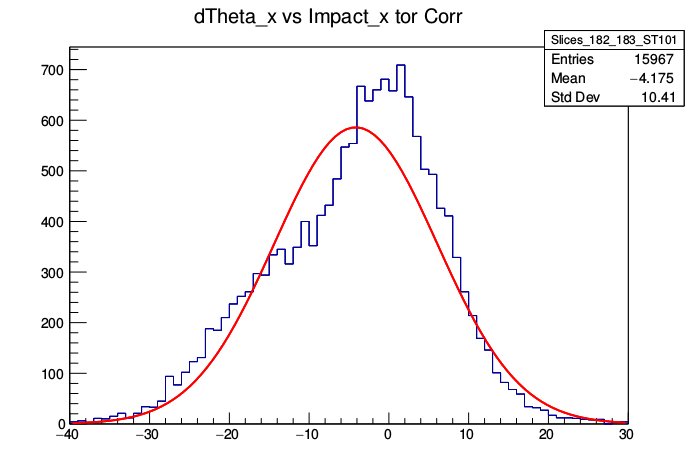 dTheta_x vs Impact_x tor Corr
Slices_182_183_ST101
Entries 15967
Mean −4.175
Std Dev 10.41
700
600
500
400
300
200
100
0
−40 −30 −20 −10 0 10 20 30